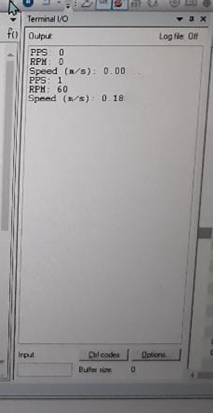 Terminal I/O
f()
Output:
Log file: Off
PPS: 0
RPM: 0
Speed (m/s): 0.00
PPS: 1
RPM: 60
Speed (m/s): 0.18
Input
Ctrl codes
Options...
Buffer size:
0